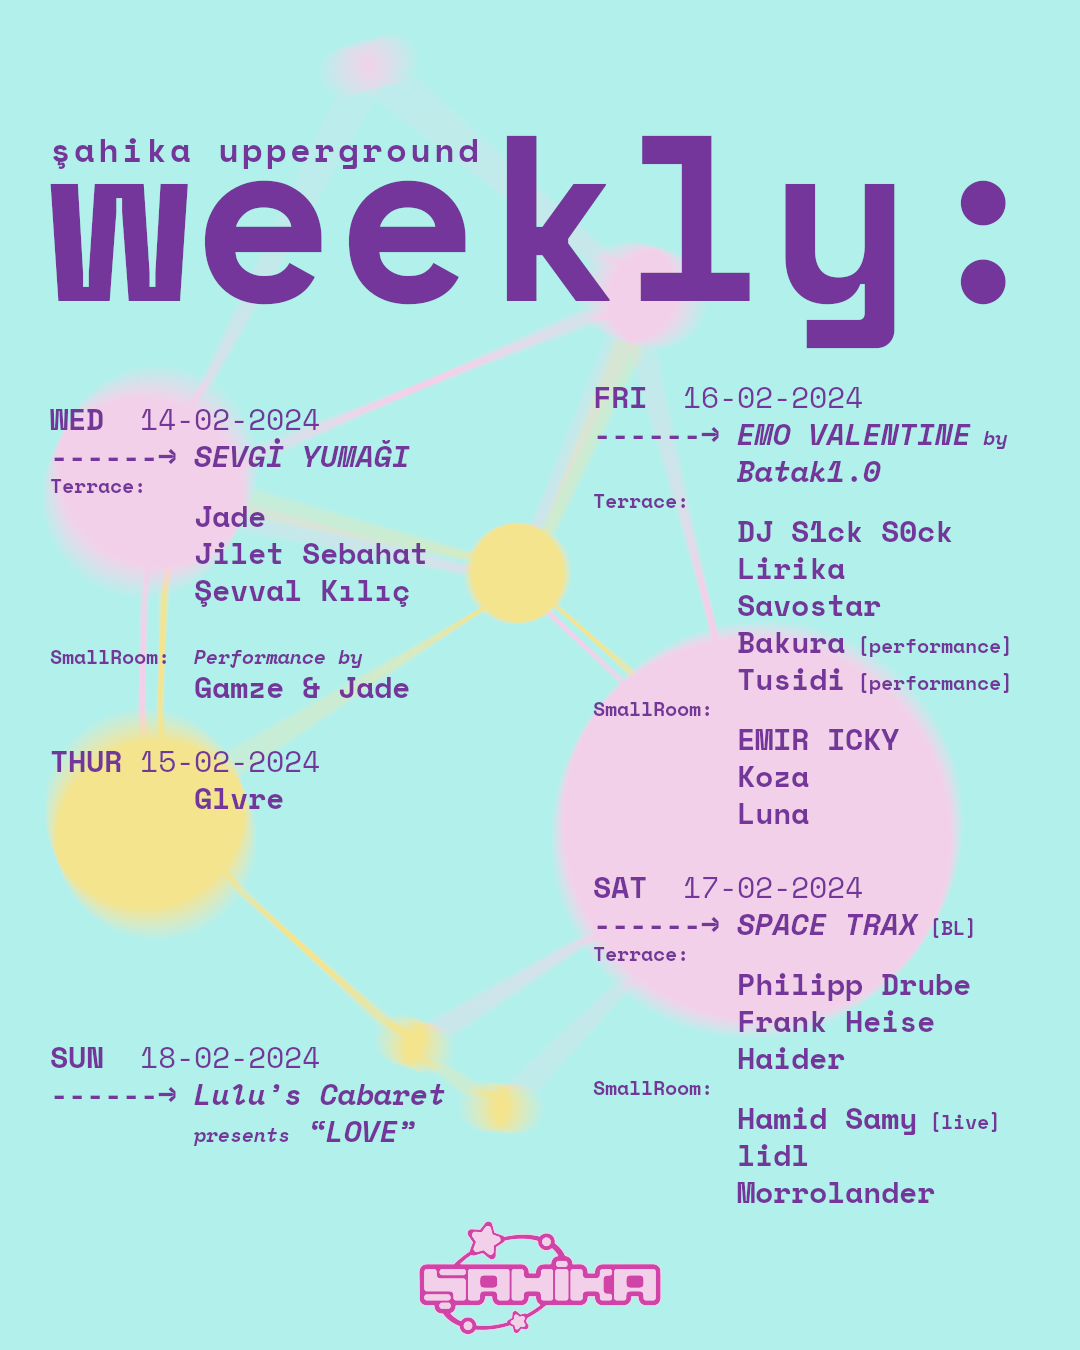 şahika upperground
weekly:
WED 14-02-2024
------→ SEVGİ YUMAĞI
Terrace:
Jade
Jilet Sebahat
Şevval Kılıç
SmallRoom: Performance by
Gamze & Jade
THUR 15-02-2024
Glvre
SUN 18-02-2024
------→ Lulu’s Cabaret
presents “LOVE”
FRI 16-02-2024
------→ EMO VALENTINE by
Batak1.0
Terrace:
DJ S1ck S0ck
Lirika
Savostar
Bakura [performance]
Tusidi [performance]
SmallRoom:
EMIR ICKY
Koza
Luna
SAT 17-02-2024
------→ SPACE TRAX [BL]
Terrace:
Philipp Drube
Frank Heise
Haider
SmallRoom:
Hamid Samy [live]
lidl
Morrolander
ŞAHiKA